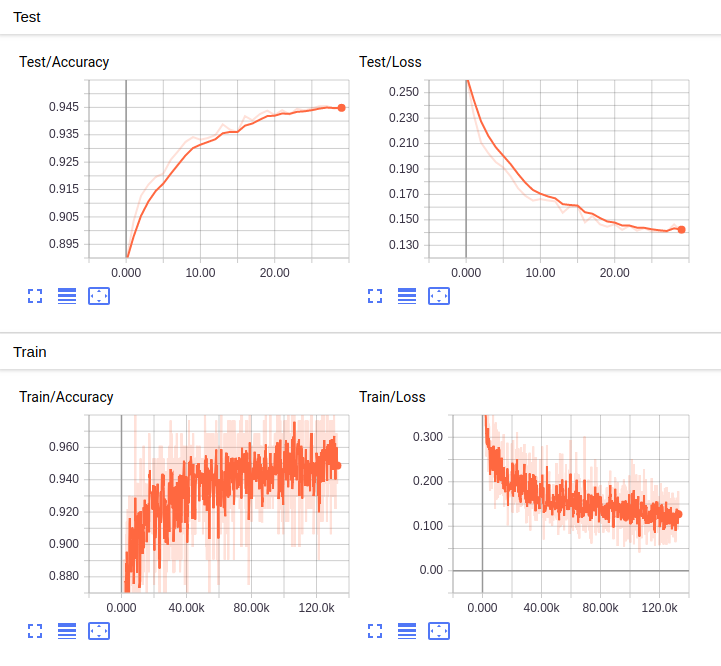 Test
Test/Accuracy Test/Loss
0.945
0.935
0.925
0.915
0.905
0.895
0.000 10.00 20.00
0.250
0.230
0.210
0.190
0.170
0.150
0.130
0.000 10.00 20.00
Train
Train/Accuracy Train/Loss
0.960
0.940
0.920
0.900
0.880
0.000 40.00k 80.00k 120.0k
0.300
0.200
0.100
0.00
0.000 40.00k 80.00k 120.0k